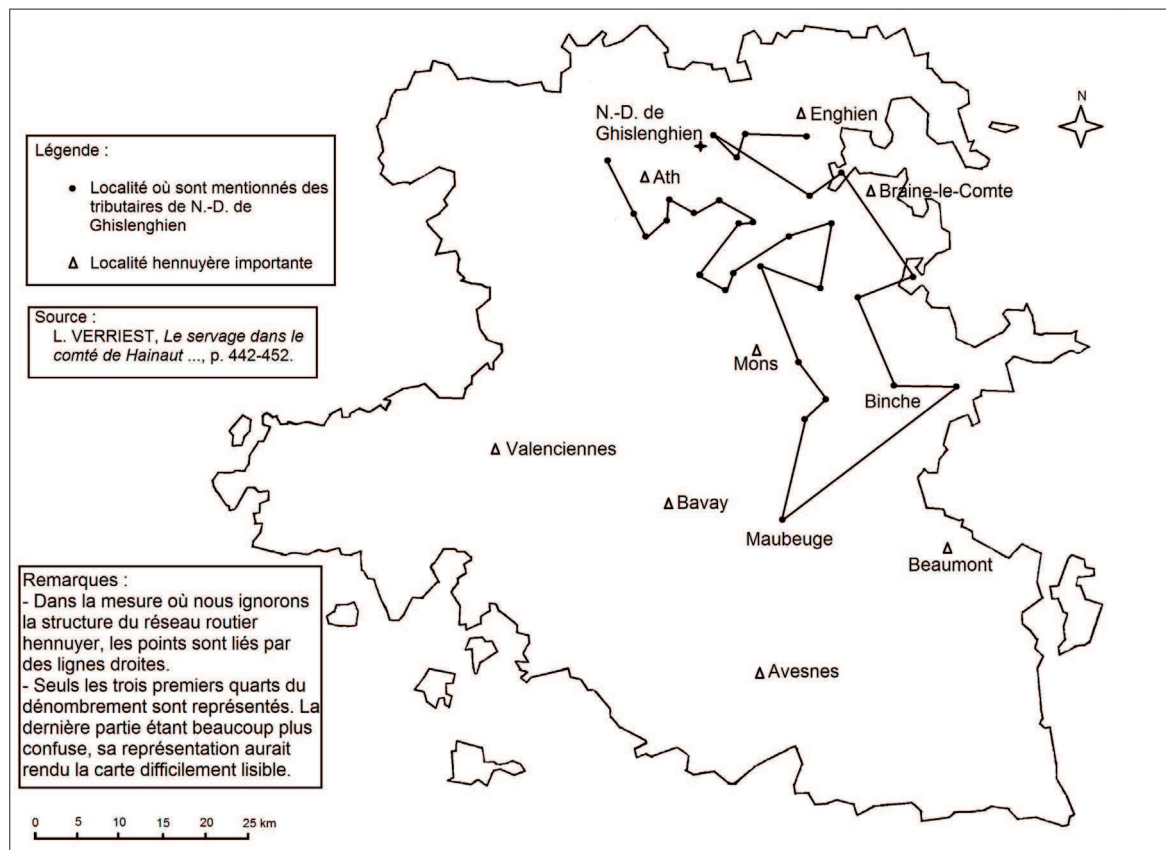 N.-D. de
Ghislenghien
Enghien
N
Légende :
Localité où sont mentionnés des
tributaires de N.-D. de
Ghislenghien
Localité hennuyère importante
Ath
Braine-le-Comte
Source :
L. VERRIEST, Le servage dans le
comté de Hainaut ..., p. 442-452.
Mons
Binche
Valenciennes
Bavay
Maubeuge
Beaumont
Remarques :
- Dans la mesure où nous ignorons
la structure du réseau routier
hennuyer, les points sont liés par
des lignes droites.
- Seuls les trois premiers quarts du
dénombrement sont représentés. La
dernière partie étant beaucoup plus
confuse, sa représentation aurait
rendu la carte difficilement lisible.
Avesnes
0 5 10 15 20 25 km